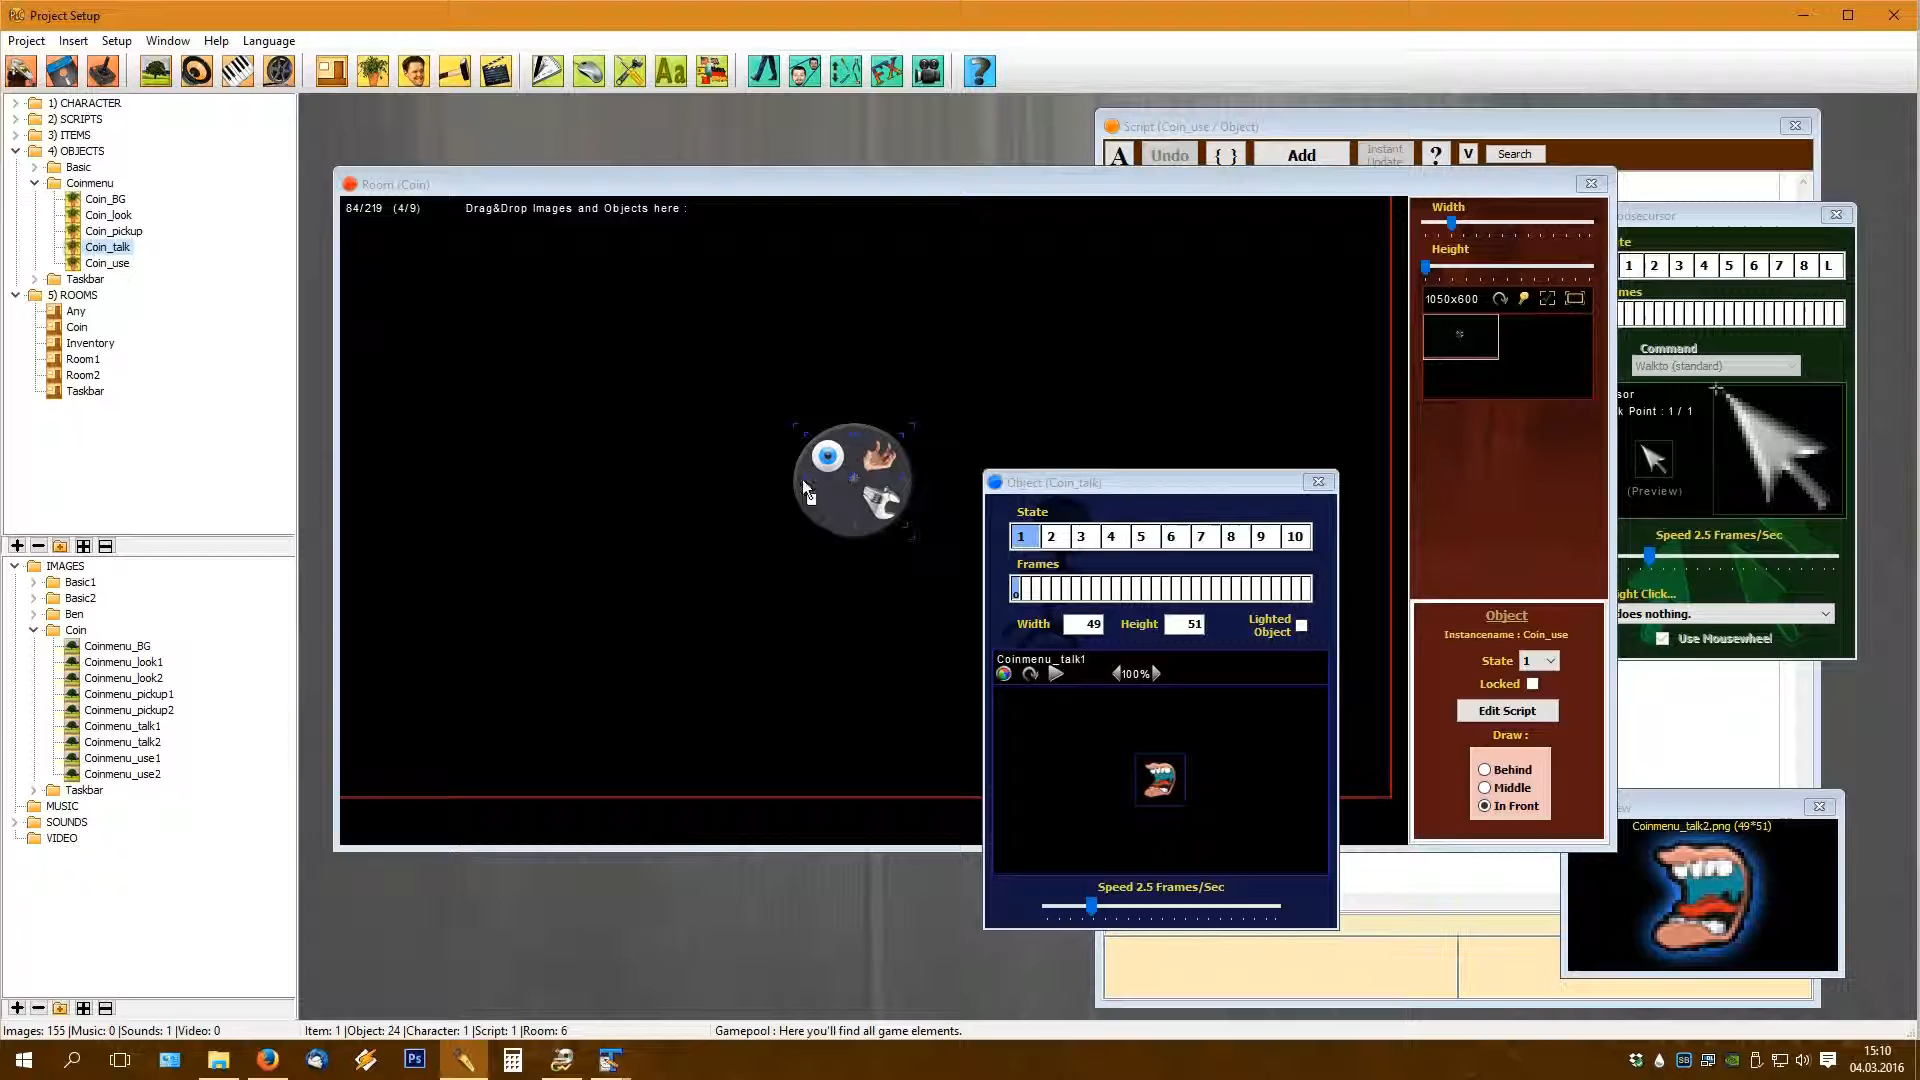 Project Setup
Project Insert Setup Window Help Language
Aa
?
1) CHARACTER
2) SCRIPTS
3) ITEMS
4) OBJECTS
Basic
Coinmenu
Coin_BG
Coin_look
Coin_pickup
Coin_talk
Coin_use
Taskbar
5) ROOMS
Any
Coin
Inventory
Room1
Room2
Taskbar
IMAGES
Basic1
Basic2
Ben
Coin
Coinmenu_BG
Coinmenu_look1
Coinmenu_look2
Coinmenu_pickup1
Coinmenu_pickup2
Coinmenu_talk1
Coinmenu_talk2
Coinmenu_use1
Coinmenu_use2
Taskbar
MUSIC
SOUNDS
VIDEO
Script (Coin_use / Object)
A Undo { } Add Instant Update ? V Search
Room (Coin)
84/219 (4/9) Drag&Drop Images and Objects here :
Width
Height
1050x600
Object
Instancename : Coin_use
State 1
Locked
Edit Script
Draw :
Behind
Middle
In Front
Object (Coin_talk)
State
1 2 3 4 5 6 7 8 9 10
Frames
0
Width 49 Height 51 Lighted Object
Coinmenu_talk1
100%
Speed 2.5 Frames/Sec
1 2 3 4 5 6 7 8 L
Command
Walkto (standard)
k Point : 1 / 1
(Preview)
Speed 2.5 Frames/Sec
ight Click...
does nothing.
Use Mousewheel
Coinmenu_talk2.png (49*51)
Images: 155 |Music: 0 |Sounds: 1 |Video: 0
Item: 1 |Object: 24 |Character: 1 |Script: 1 |Room: 6
Gamepool : Here you'll find all game elements.
Ps
15:10
04.03.2016